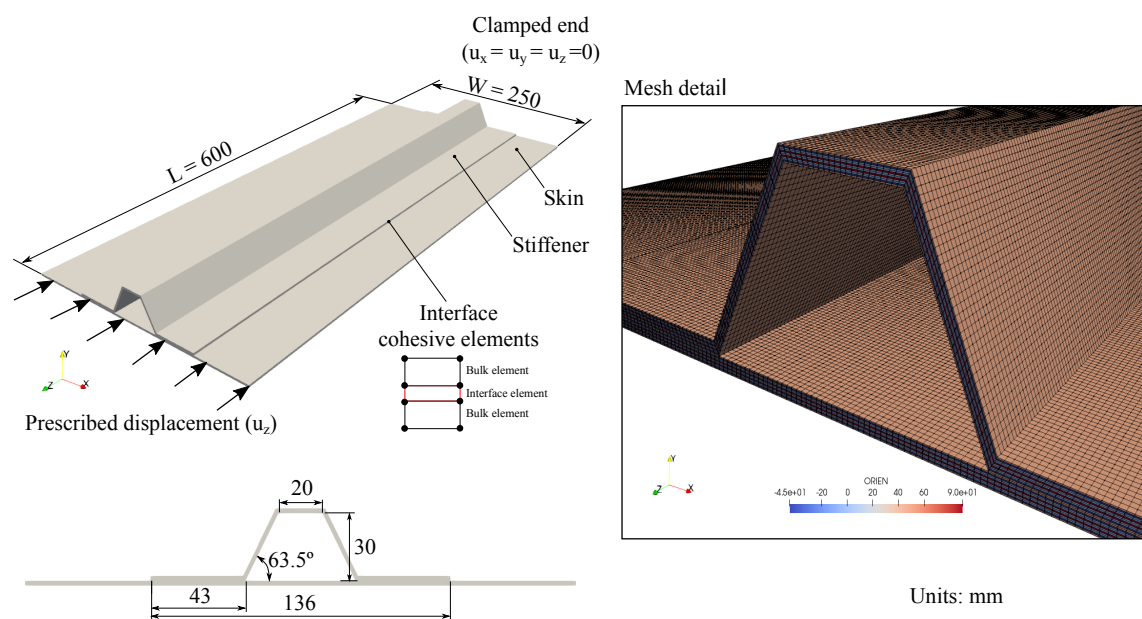 Clamped end
(uₓ = uᵧ = u_z =0)
W = 250
L = 600
Skin
Stiffener
Interface
cohesive elements
Bulk element
Interface element
Bulk element
Y
Z
X
Prescribed displacement (u_z)
20
30
63.5º
43
136
Mesh detail
Y
Z
X
ORIEN
-4.5e+01 -20 0 20 40 60 9.0e+01
Units: mm